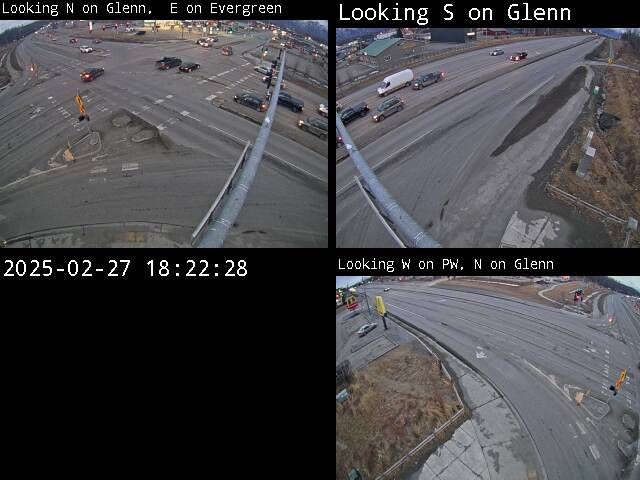 Looking N on Glenn, E on Evergreen
Looking S on Glenn
2025-02-27 18:22:28
Looking W on PW, N on Glenn